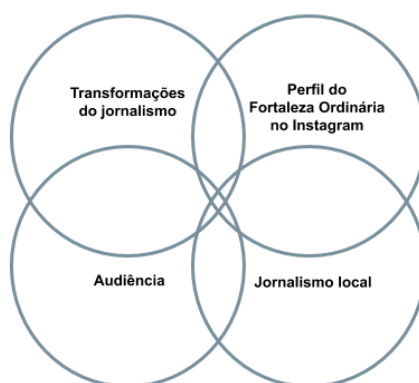 Transformações
do jornalismo
Perfil do
Fortaleza Ordinária
no Instagram
Audiência
Jornalismo local